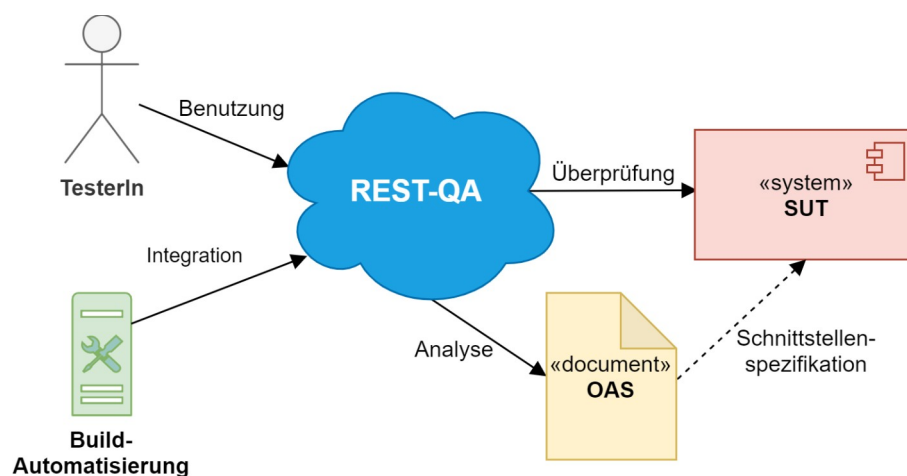 Benutzung
TesterIn
REST-QA
Überprüfung
«system»
SUT
Integration
Analyse
«document»
OAS
Schnittstellen-
spezifikation
Build-
Automatisierung